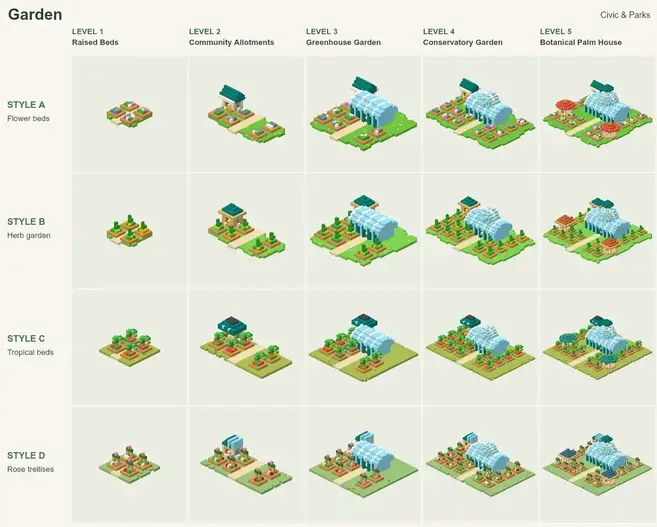 Garden
Civic & Parks
LEVEL 1
Raised Beds
LEVEL 2
Community Allotments
LEVEL 3
Greenhouse Garden
LEVEL 4
Conservatory Garden
LEVEL 5
Botanical Palm House
STYLE A
Flower beds
STYLE B
Herb garden
STYLE C
Tropical beds
STYLE D
Rose trellises